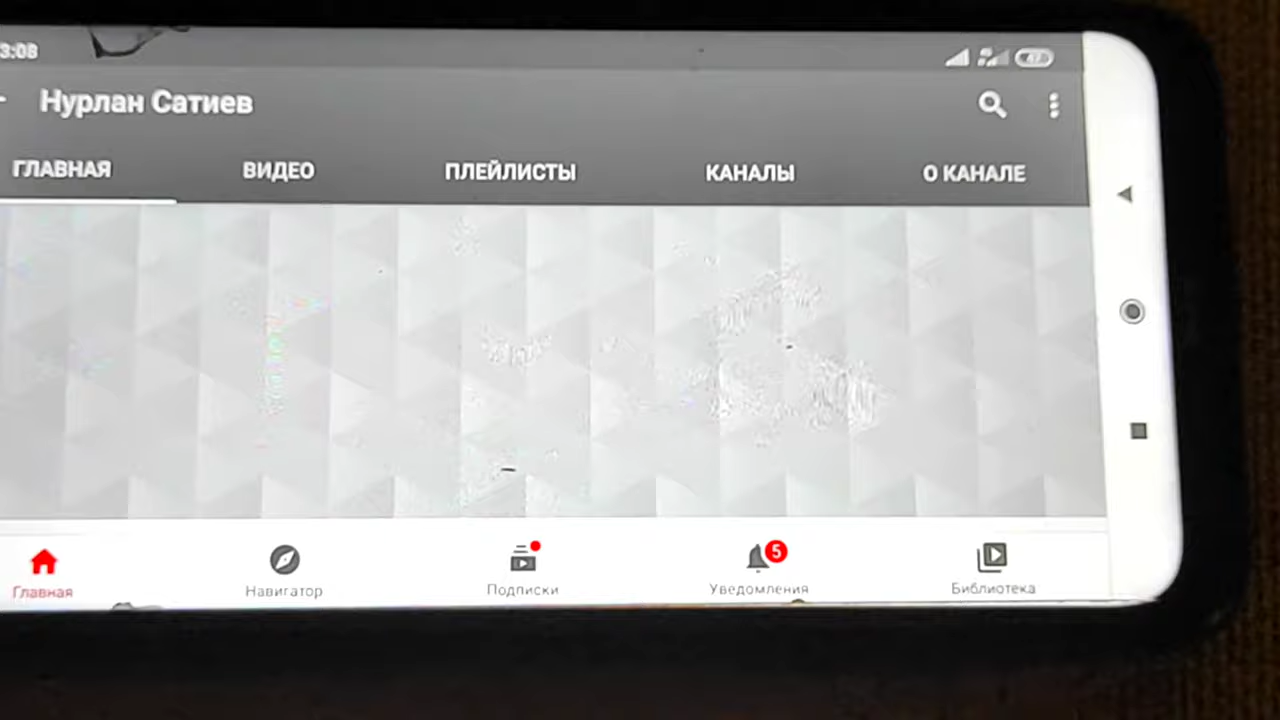 3:08
Нурлан Сатиев
ГЛАВНАЯ ВИДЕО ПЛЕЙЛИСТЫ КАНАЛЫ О КАНАЛЕ
5
Главная Навигатор Подписки Уведомления Библиотека